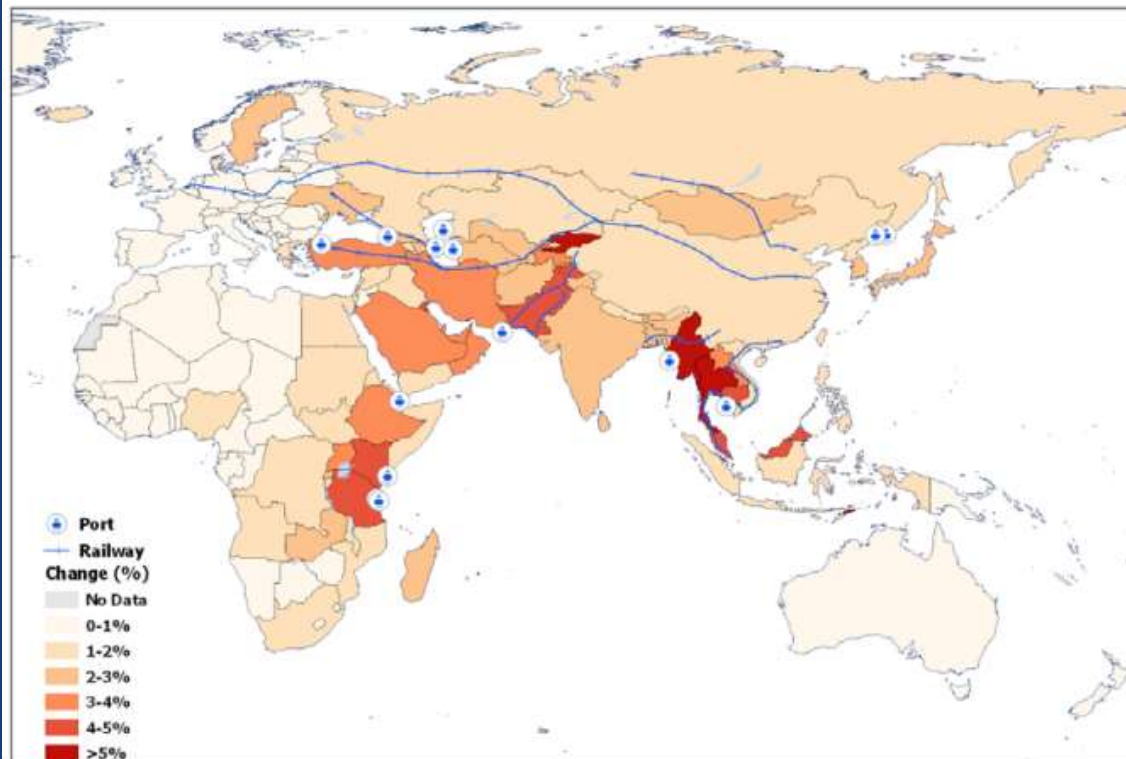 Port
Railway
Change (%)
No Data
0-1%
1-2%
2-3%
3-4%
4-5%
>5%